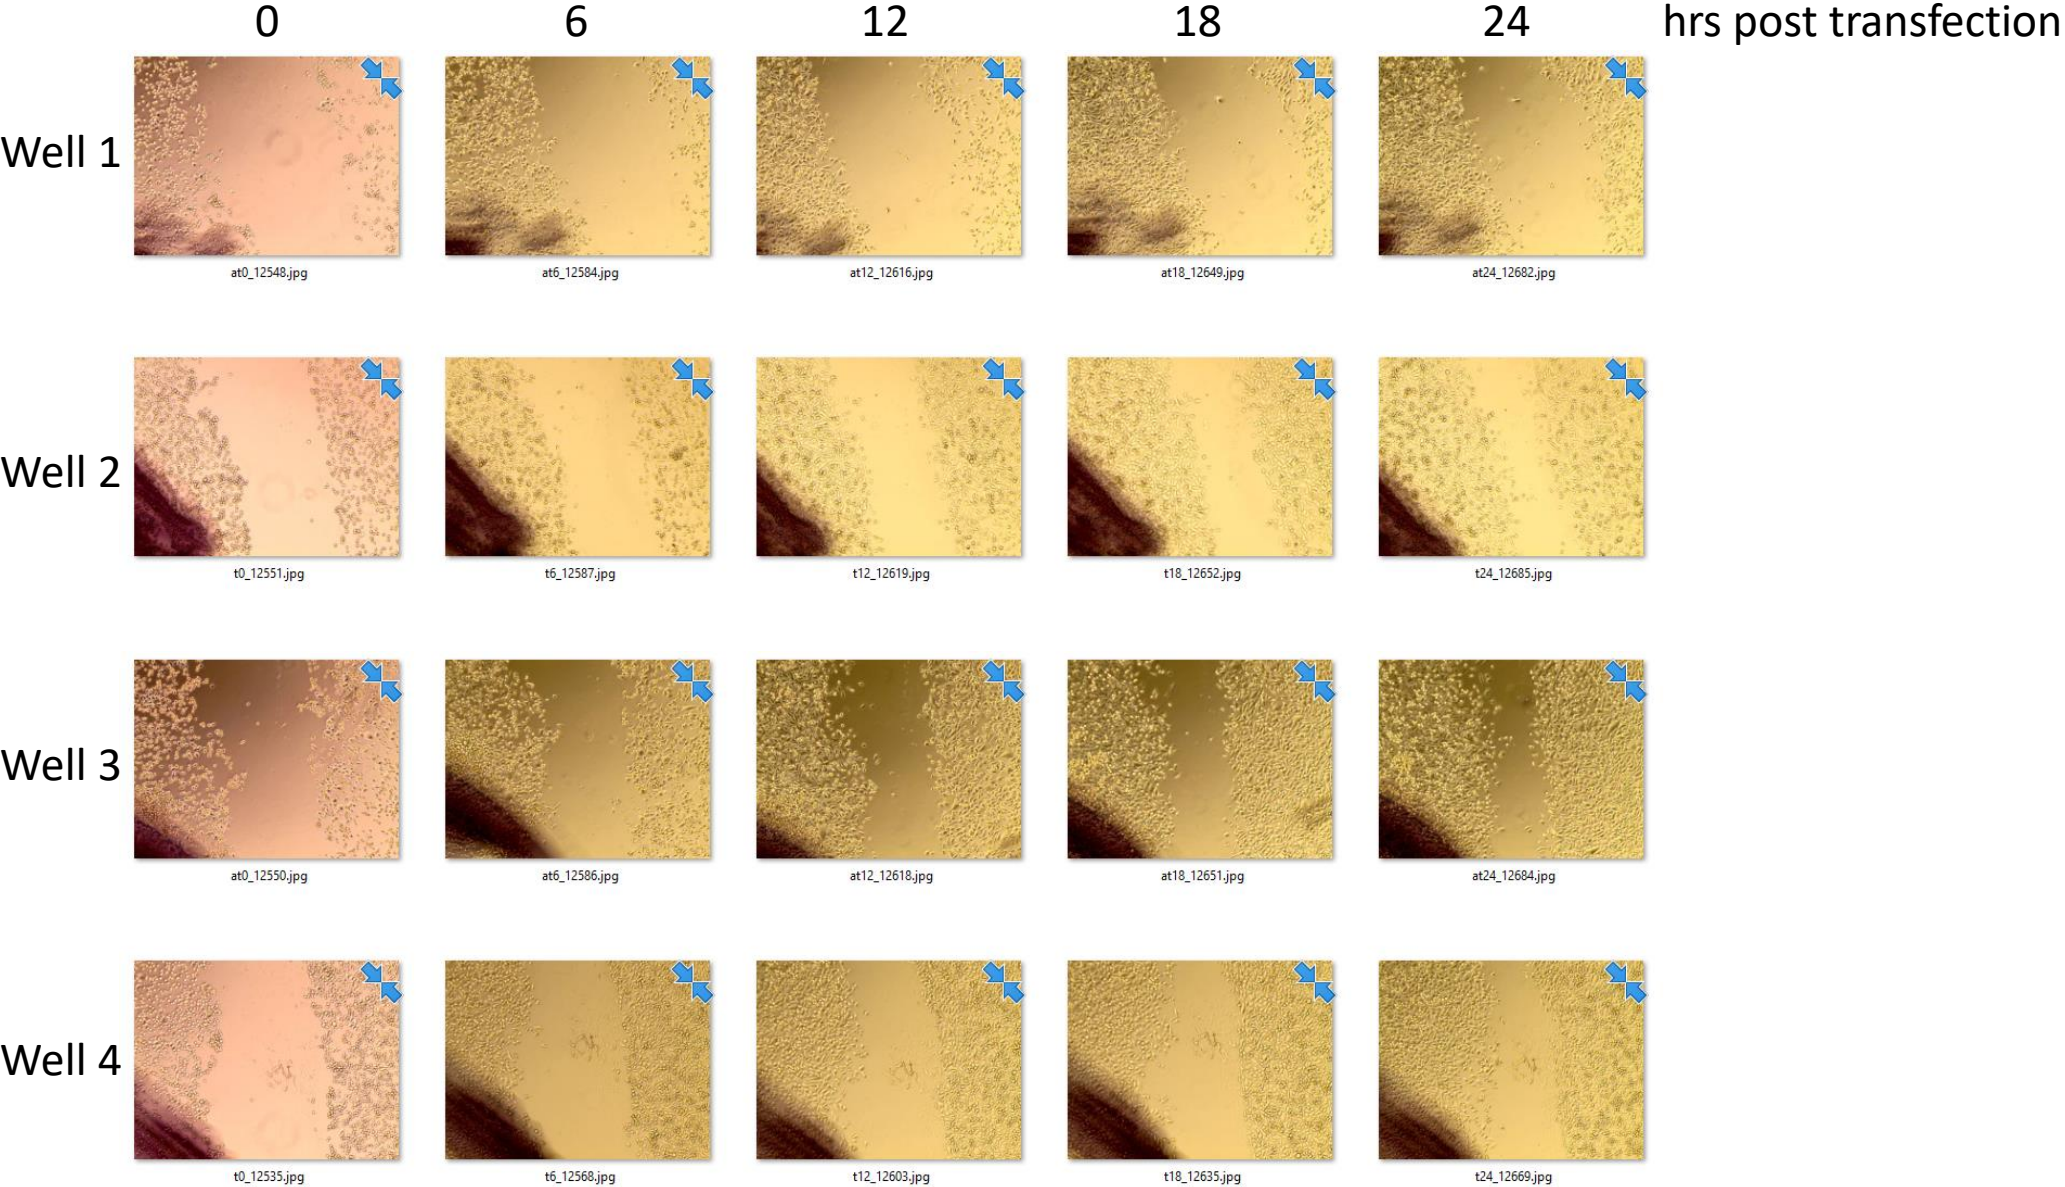 0 6 12 18 24 hrs post transfection
Well 1
at0_12548.jpg at6_12584.jpg at12_12616.jpg at18_12649.jpg at24_12682.jpg
Well 2
t0_12551.jpg t6_12587.jpg t12_12619.jpg t18_12652.jpg t24_12685.jpg
Well 3
at0_12550.jpg at6_12586.jpg at12_12618.jpg at18_12651.jpg at24_12684.jpg
Well 4
t0_12535.jpg t6_12568.jpg t12_12603.jpg t18_12635.jpg t24_12669.jpg